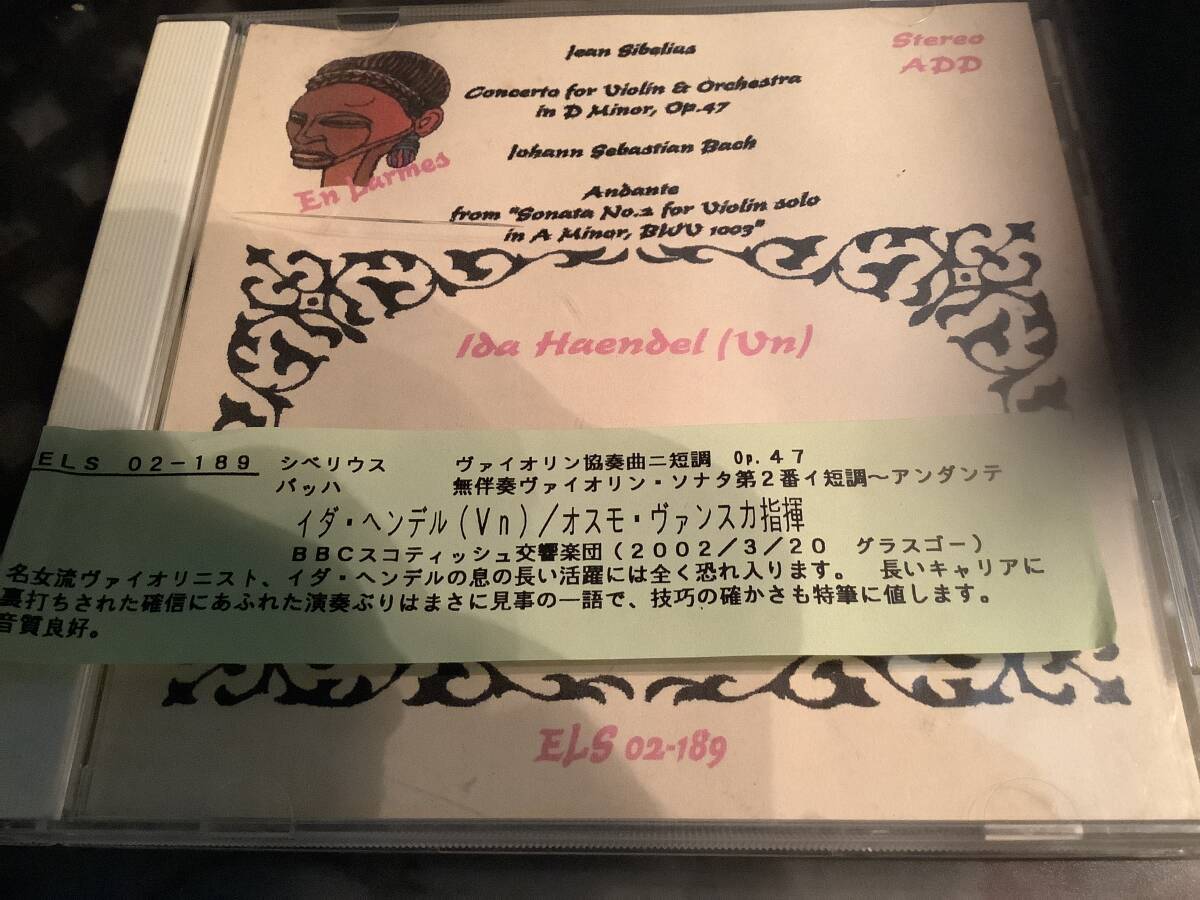 Jean Sibelius
Stereo
ADD
Concerto for Violin & Orchestra
in D Minor, Op.47
Johann Sebastian Bach
En Larmes
Andante
from "Sonata No.2 for Violin solo
in A Minor, BWV 1003"
Ida Haendel (Vn)
ELS 02-189 シベリウス ヴァイオリン協奏曲ニ短調 Op.47
バッハ 無伴奏ヴァイオリン・ソナタ第2番イ短調~アンダンテ
イダ・ヘンデル(Vn)/オスモ・ヴァンスカ指揮
BBCスコティッシュ交響楽団(2002/3/20 グラスゴー)
名女流ヴァイオリニスト、イダ・ヘンデルの息の長い活躍には全く恐れ入ります。 長いキャリアに
裏打ちされた確信にあふれた演奏ぶりはまさに見事の一語で、技巧の確かさも特筆に値します。
音質良好。
ELS 02-189